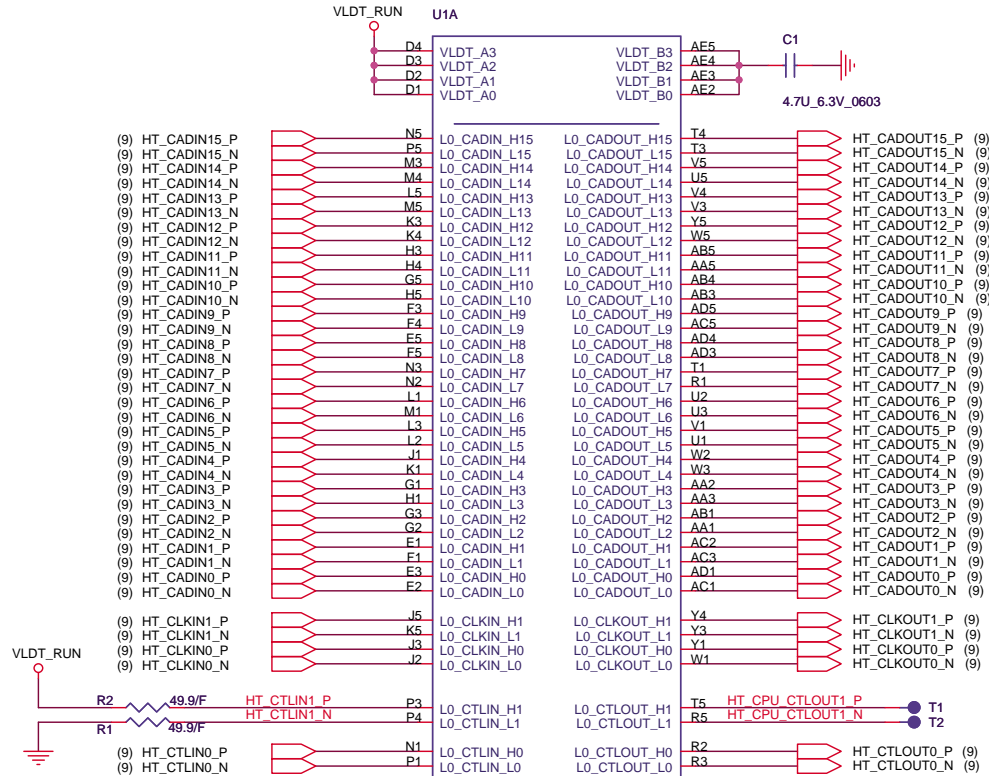 VLDT_RUN U1A
D4 VLDT_A3 VLDT_B3 AE5 C1
D3 VLDT_A2 VLDT_B2 AE4
D2 VLDT_A1 VLDT_B1 AE3
D1 VLDT_A0 VLDT_B0 AE2
4.7U_6.3V_0603
(9) HT_CADIN15_P N5 L0_CADIN_H15 L0_CADOUT_H15 T4 HT_CADOUT15_P (9)
(9) HT_CADIN15_N P5 L0_CADIN_L15 L0_CADOUT_L15 T3 HT_CADOUT15_N (9)
(9) HT_CADIN14_P M3 L0_CADIN_H14 L0_CADOUT_H14 V5 HT_CADOUT14_P (9)
(9) HT_CADIN14_N M4 L0_CADIN_L14 L0_CADOUT_L14 U5 HT_CADOUT14_N (9)
(9) HT_CADIN13_P L5 L0_CADIN_H13 L0_CADOUT_H13 V4 HT_CADOUT13_P (9)
(9) HT_CADIN13_N M5 L0_CADIN_L13 L0_CADOUT_L13 V3 HT_CADOUT13_N (9)
(9) HT_CADIN12_P K3 L0_CADIN_H12 L0_CADOUT_H12 Y5 HT_CADOUT12_P (9)
(9) HT_CADIN12_N K4 L0_CADIN_L12 L0_CADOUT_L12 W5 HT_CADOUT12_N (9)
(9) HT_CADIN11_P H3 L0_CADIN_H11 L0_CADOUT_H11 AB5 HT_CADOUT11_P (9)
(9) HT_CADIN11_N H4 L0_CADIN_L11 L0_CADOUT_L11 AA5 HT_CADOUT11_N (9)
(9) HT_CADIN10_P G5 L0_CADIN_H10 L0_CADOUT_H10 AB4 HT_CADOUT10_P (9)
(9) HT_CADIN10_N H5 L0_CADIN_L10 L0_CADOUT_L10 AB3 HT_CADOUT10_N (9)
(9) HT_CADIN9_P F3 L0_CADIN_H9 L0_CADOUT_H9 AD5 HT_CADOUT9_P (9)
(9) HT_CADIN9_N F4 L0_CADIN_L9 L0_CADOUT_L9 AC5 HT_CADOUT9_N (9)
(9) HT_CADIN8_P E5 L0_CADIN_H8 L0_CADOUT_H8 AD4 HT_CADOUT8_P (9)
(9) HT_CADIN8_N F5 L0_CADIN_L8 L0_CADOUT_L8 AD3 HT_CADOUT8_N (9)
(9) HT_CADIN7_P N3 L0_CADIN_H7 L0_CADOUT_H7 T1 HT_CADOUT7_P (9)
(9) HT_CADIN7_N N2 L0_CADIN_L7 L0_CADOUT_L7 R1 HT_CADOUT7_N (9)
(9) HT_CADIN6_P L1 L0_CADIN_H6 L0_CADOUT_H6 U2 HT_CADOUT6_P (9)
(9) HT_CADIN6_N M1 L0_CADIN_L6 L0_CADOUT_L6 U3 HT_CADOUT6_N (9)
(9) HT_CADIN5_P L3 L0_CADIN_H5 L0_CADOUT_H5 V1 HT_CADOUT5_P (9)
(9) HT_CADIN5_N L2 L0_CADIN_L5 L0_CADOUT_L5 U1 HT_CADOUT5_N (9)
(9) HT_CADIN4_P J1 L0_CADIN_H4 L0_CADOUT_H4 W2 HT_CADOUT4_P (9)
(9) HT_CADIN4_N K1 L0_CADIN_L4 L0_CADOUT_L4 W3 HT_CADOUT4_N (9)
(9) HT_CADIN3_P G1 L0_CADIN_H3 L0_CADOUT_H3 AA2 HT_CADOUT3_P (9)
(9) HT_CADIN3_N H1 L0_CADIN_L3 L0_CADOUT_L3 AA3 HT_CADOUT3_N (9)
(9) HT_CADIN2_P G3 L0_CADIN_H2 L0_CADOUT_H2 AB1 HT_CADOUT2_P (9)
(9) HT_CADIN2_N G2 L0_CADIN_L2 L0_CADOUT_L2 AA1 HT_CADOUT2_N (9)
(9) HT_CADIN1_P E1 L0_CADIN_H1 L0_CADOUT_H1 AC2 HT_CADOUT1_P (9)
(9) HT_CADIN1_N F1 L0_CADIN_L1 L0_CADOUT_L1 AC3 HT_CADOUT1_N (9)
(9) HT_CADIN0_P E3 L0_CADIN_H0 L0_CADOUT_H0 AD1 HT_CADOUT0_P (9)
(9) HT_CADIN0_N E2 L0_CADIN_L0 L0_CADOUT_L0 AC1 HT_CADOUT0_N (9)
(9) HT_CLKIN1_P J5 L0_CLKIN_H1 L0_CLKOUT_H1 Y4 HT_CLKOUT1_P (9)
(9) HT_CLKIN1_N K5 L0_CLKIN_L1 L0_CLKOUT_L1 Y3 HT_CLKOUT1_N (9)
(9) HT_CLKIN0_P J3 L0_CLKIN_H0 L0_CLKOUT_H0 Y1 HT_CLKOUT0_P (9)
(9) HT_CLKIN0_N J2 L0_CLKIN_L0 L0_CLKOUT_L0 W1 HT_CLKOUT0_N (9)
VLDT_RUN
R2 49.9/F HT_CTLIN1_P P3 L0_CTLIN_H1 L0_CTLOUT_H1 T5 HT_CPU_CTLOUT1_P T1
R1 49.9/F HT_CTLIN1_N P4 L0_CTLIN_L1 L0_CTLOUT_L1 R5 HT_CPU_CTLOUT1_N T2
(9) HT_CTLIN0_P N1 L0_CTLIN_H0 L0_CTLOUT_H0 R2 HT_CTLOUT0_P (9)
(9) HT_CTLIN0_N P1 L0_CTLIN_L0 L0_CTLOUT_L0 R3 HT_CTLOUT0_N (9)